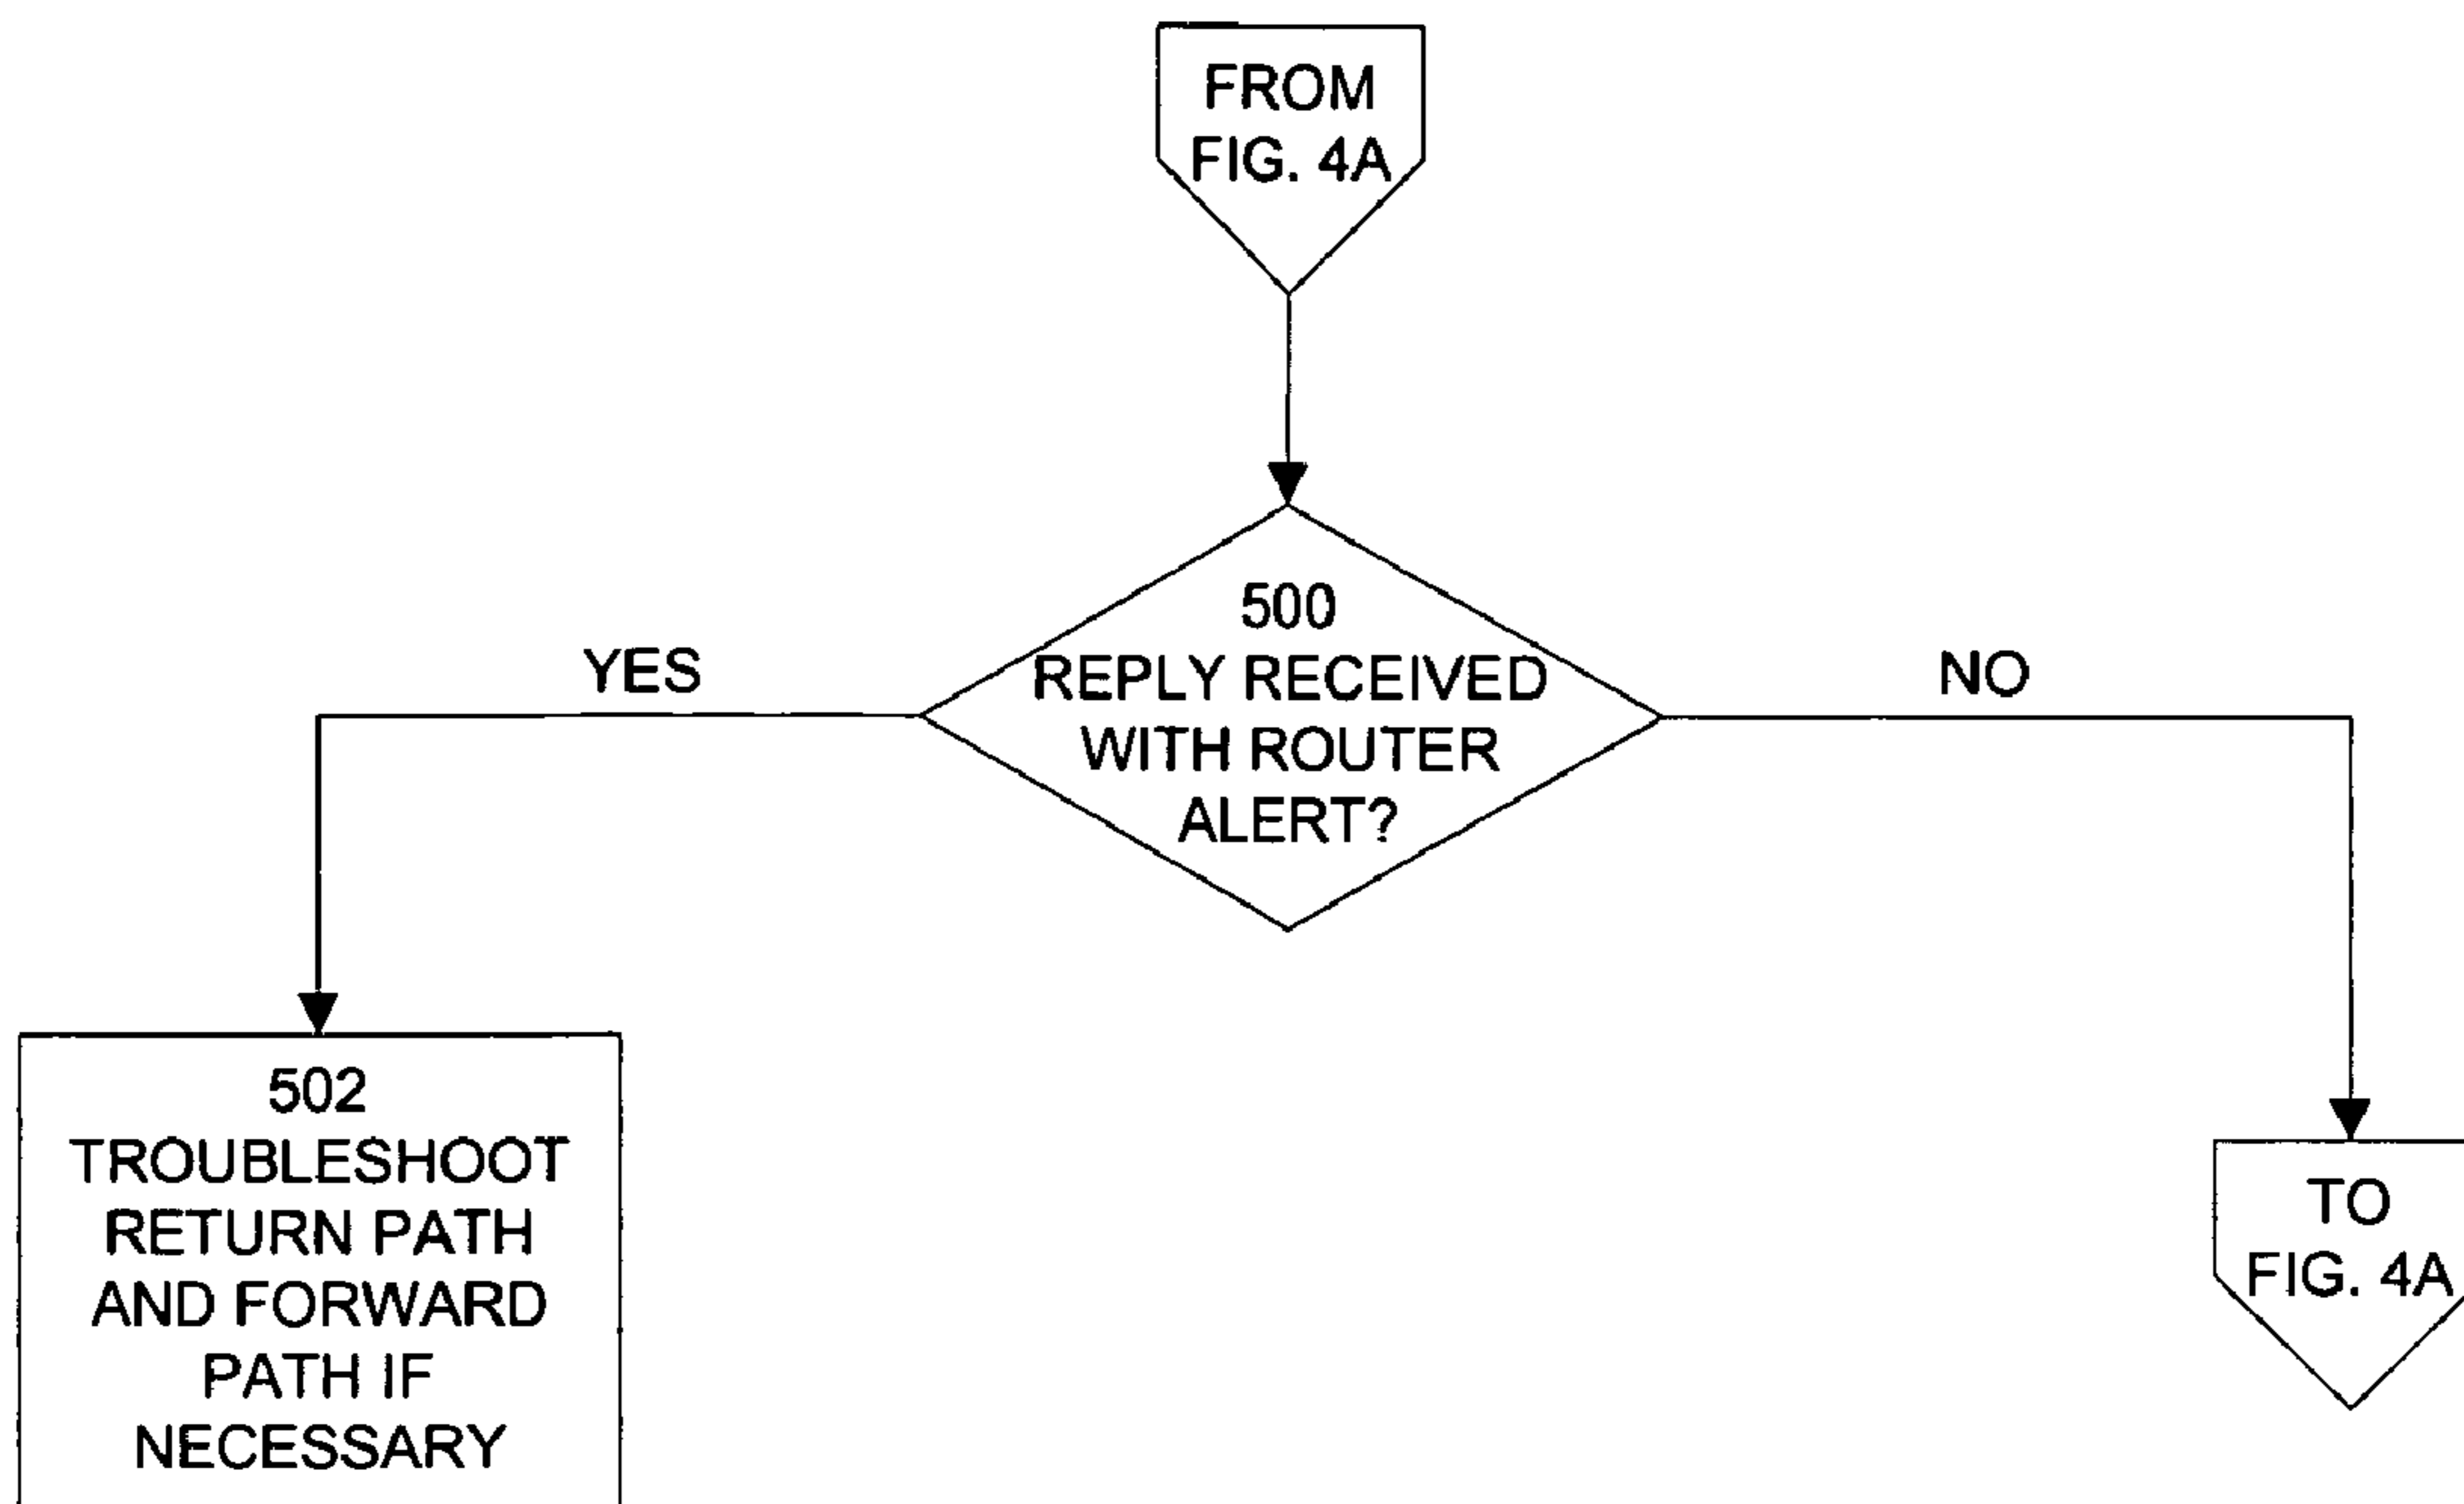 FROM
FIG. 4A
500
REPLY RECEIVED
WITH ROUTER
ALERT?
YES
NO
502
TROUBLESHOOT
RETURN PATH
AND FORWARD
PATH IF
NECESSARY
TO
FIG. 4A